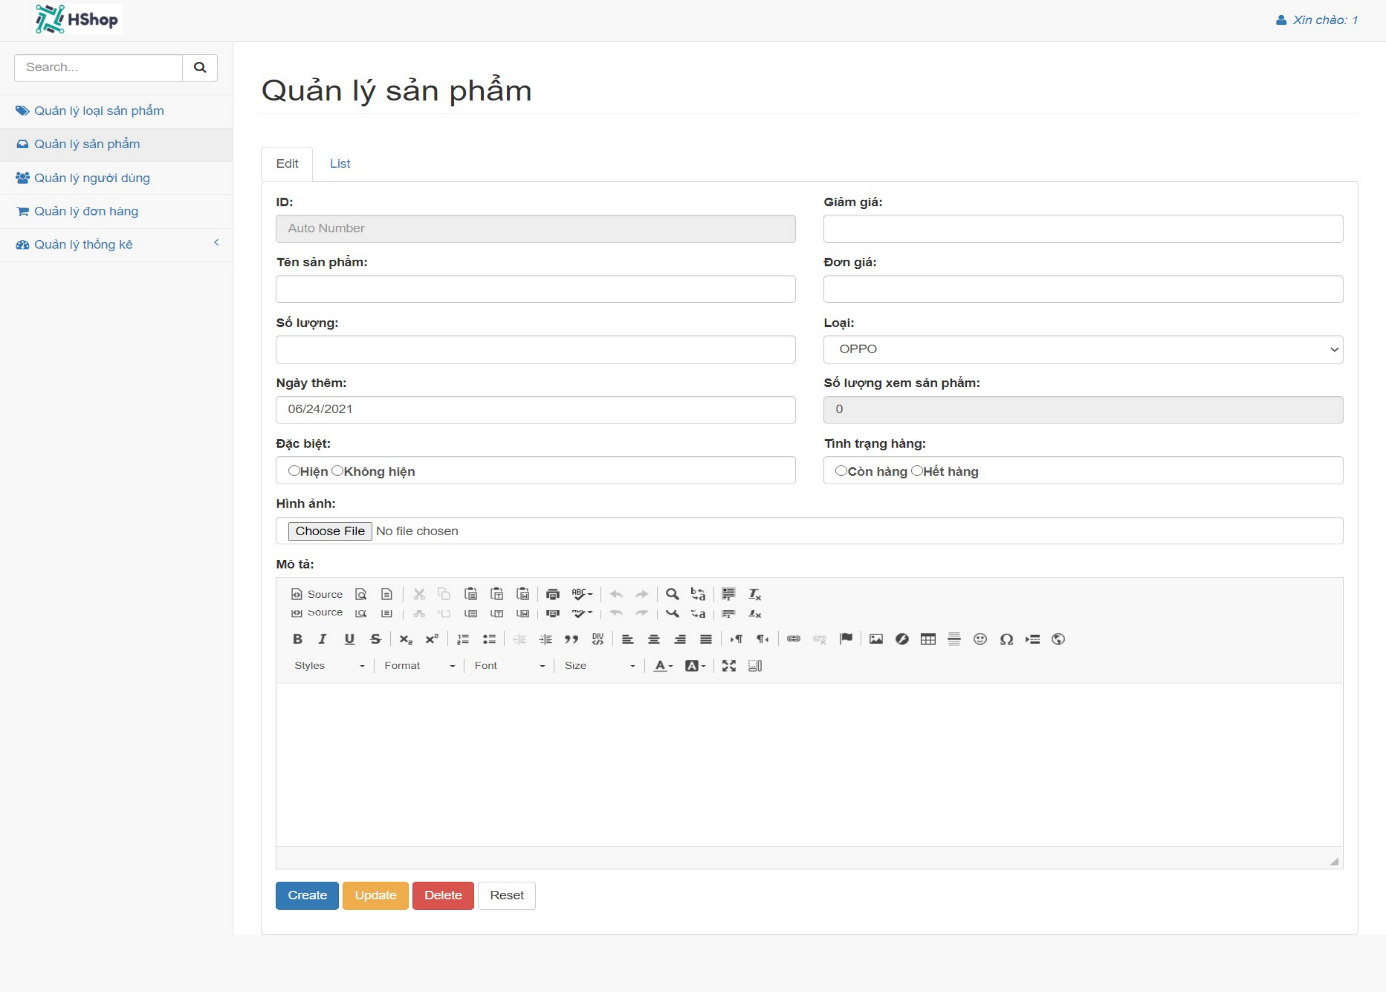 HShop
Xin chào: 1
Search...
Quản lý loại sản phẩm
Quản lý sản phẩm
Quản lý người dùng
Quản lý đơn hàng
Quản lý thống kê
Quản lý sản phẩm
Edit
List
ID:
Giảm giá:
Auto Number
Tên sản phẩm:
Đơn giá:
Số lượng:
Loại:
OPPO
Ngày thêm:
Số lượng xem sản phẩm:
06/24/2021
0
Đặc biệt:
Tình trạng hàng:
Hiện Không hiện
Còn hàng Hết hàng
Hình ảnh:
Choose File No file chosen
Mô tả:
Source
Source
Styles Format Font Size
Create Update Delete Reset